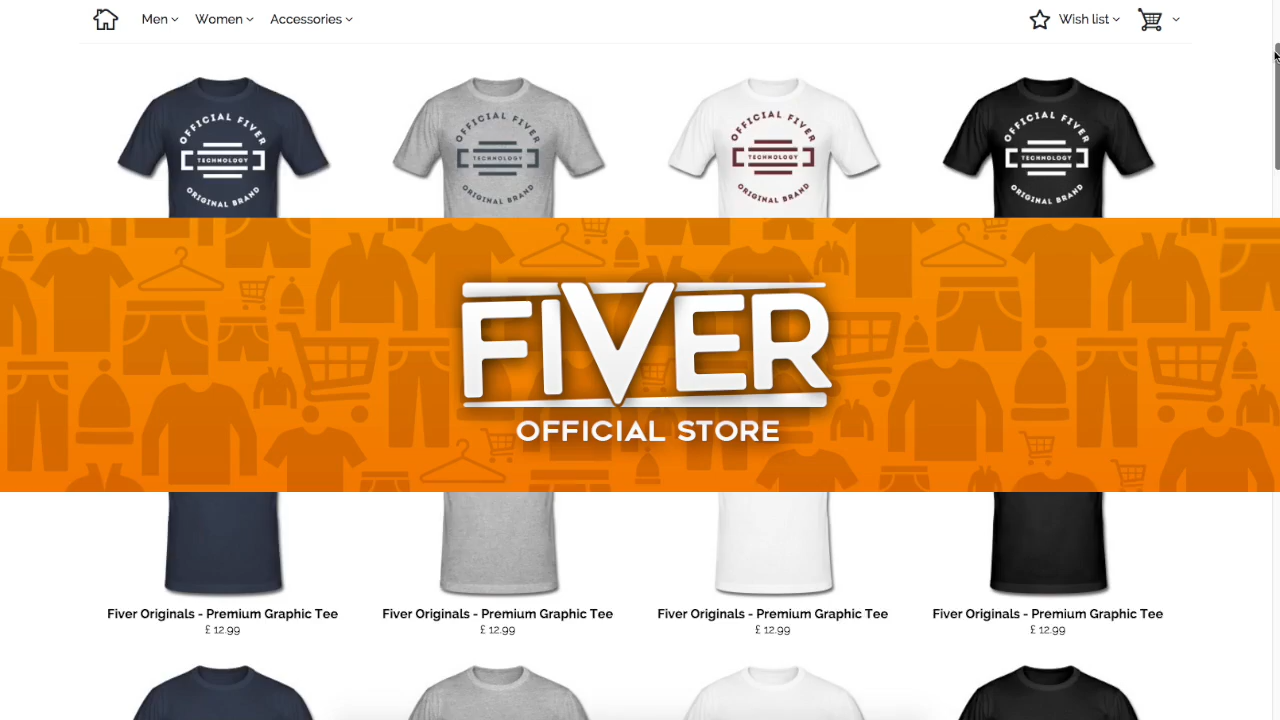 Men
Women
Accessories
Wish list
OFFICIAL FIVER
TECHNOLOGY
ORIGINAL BRAND
OFFICIAL FIVER
TECHNOLOGY
ORIGINAL BRAND
OFFICIAL FIVER
TECHNOLOGY
ORIGINAL BRAND
OFFICIAL FIVER
TECHNOLOGY
ORIGINAL BRAND
FIVER
OFFICIAL STORE
Fiver Originals - Premium Graphic Tee
£ 12.99
Fiver Originals - Premium Graphic Tee
£ 12.99
Fiver Originals - Premium Graphic Tee
£ 12.99
Fiver Originals - Premium Graphic Tee
£ 12.99